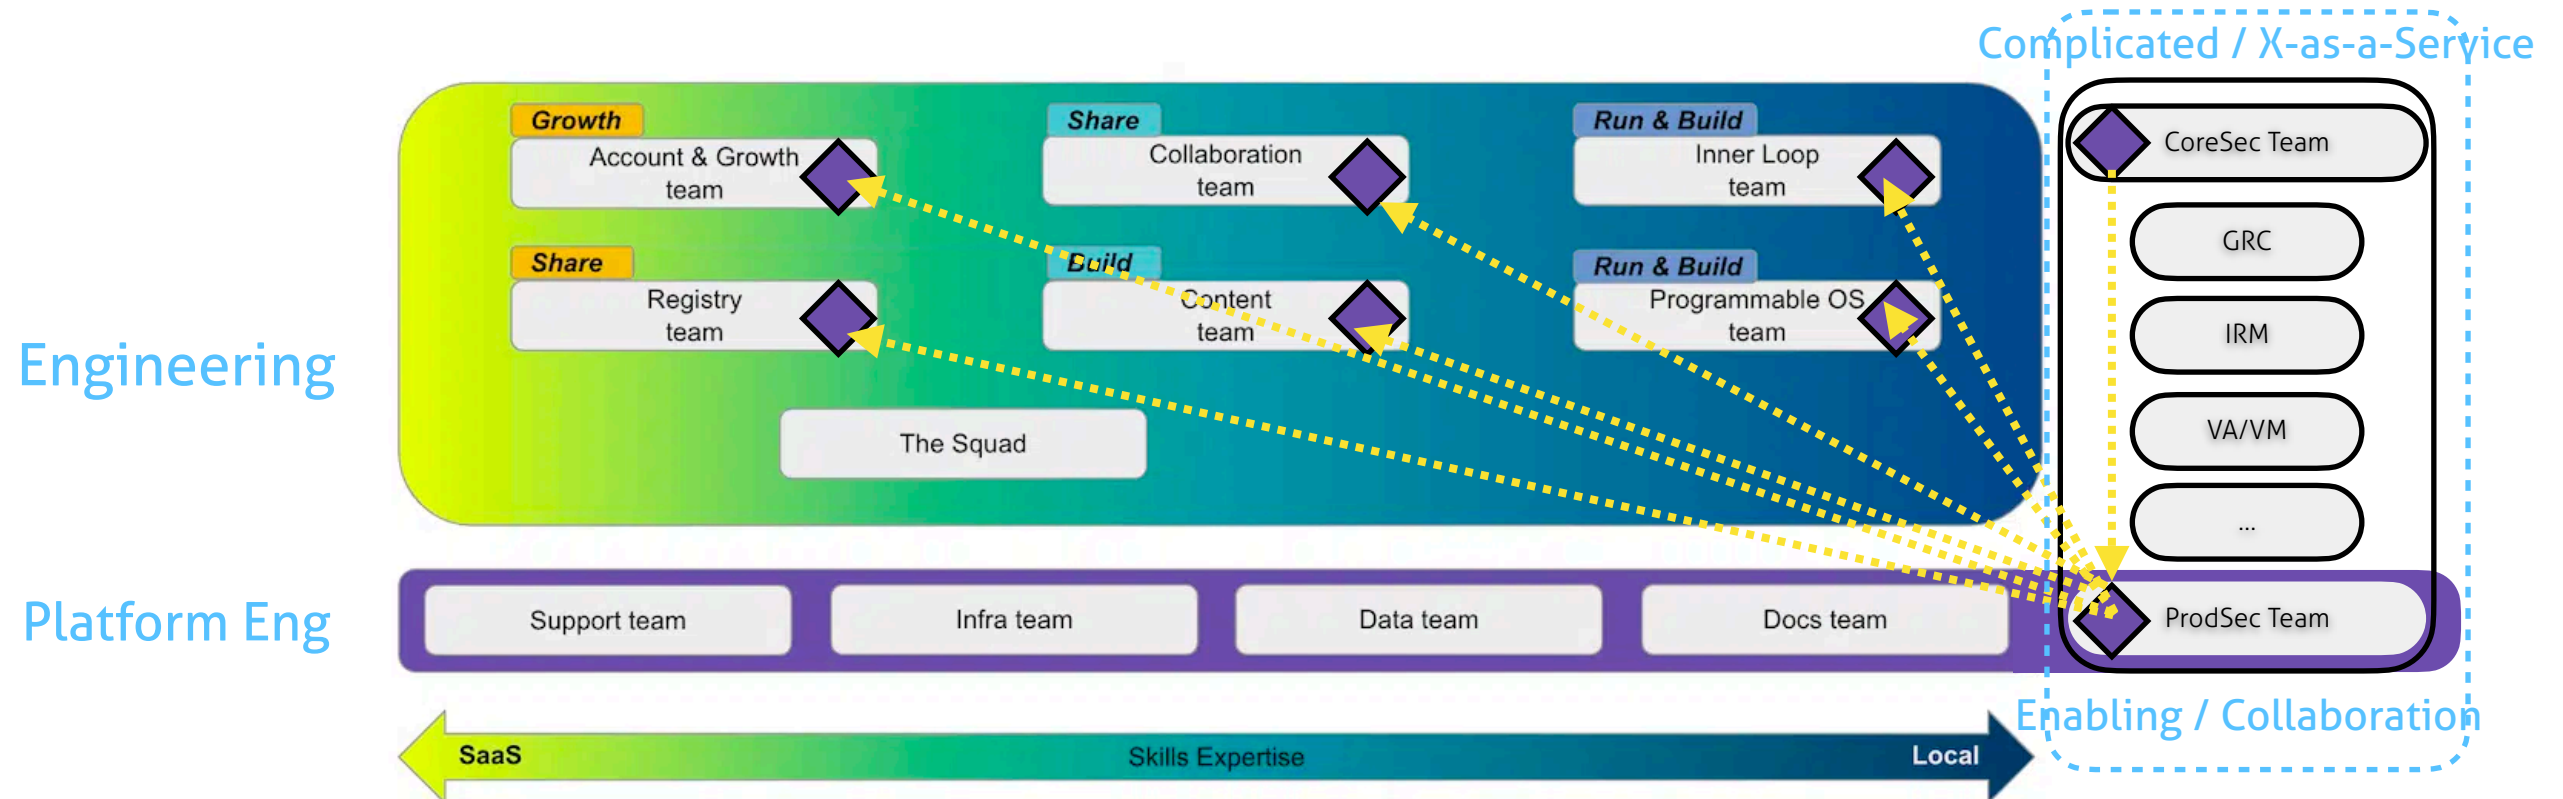 Complicated / X-as-a-Service
Growth
Account & Growth
team
Share
Collaboration
team
Run & Build
Inner Loop
team
CoreSec Team
GRC
Share
Registry
team
Build
Content
team
Run & Build
Programmable OS
team
IRM
Engineering
The Squad
VA/VM
...
Platform Eng
Support team
Infra team
Data team
Docs team
ProdSec Team
Enabling / Collaboration
SaaS
Skills Expertise
Local